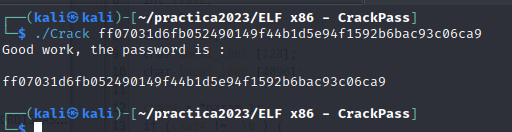 (kali㉿kali)-[~/practica2023/ELF x86 - CrackPass]
$ ./Crack ff07031d6fb052490149f44b1d5e94f1592b6bac93c06ca9
Good work, the password is :
ff07031d6fb052490149f44b1d5e94f1592b6bac93c06ca9
(kali㉿kali)-[~/practica2023/ELF x86 - CrackPass]
$